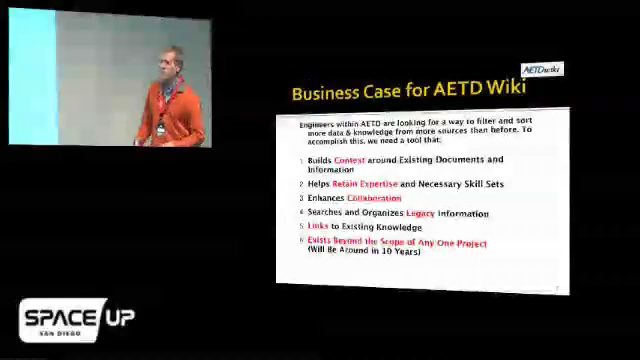 AETDwiki
Business Case for AETD Wiki
Engineers within AETD are looking for a way to filter and sort
more data & knowledge from more sources than before. To
accomplish this, we need a tool that:
1. Builds Context around Existing Documents and
Information
2. Helps Retain Expertise and Necessary Skill Sets
3. Enhances Collaboration
4. Searches and Organizes Legacy Information
5. Links to Existing Knowledge
6. Exists Beyond the Scope of Any One Project
(Will Be Around in 10 Years)
SPACE UP
SAN DIEGO